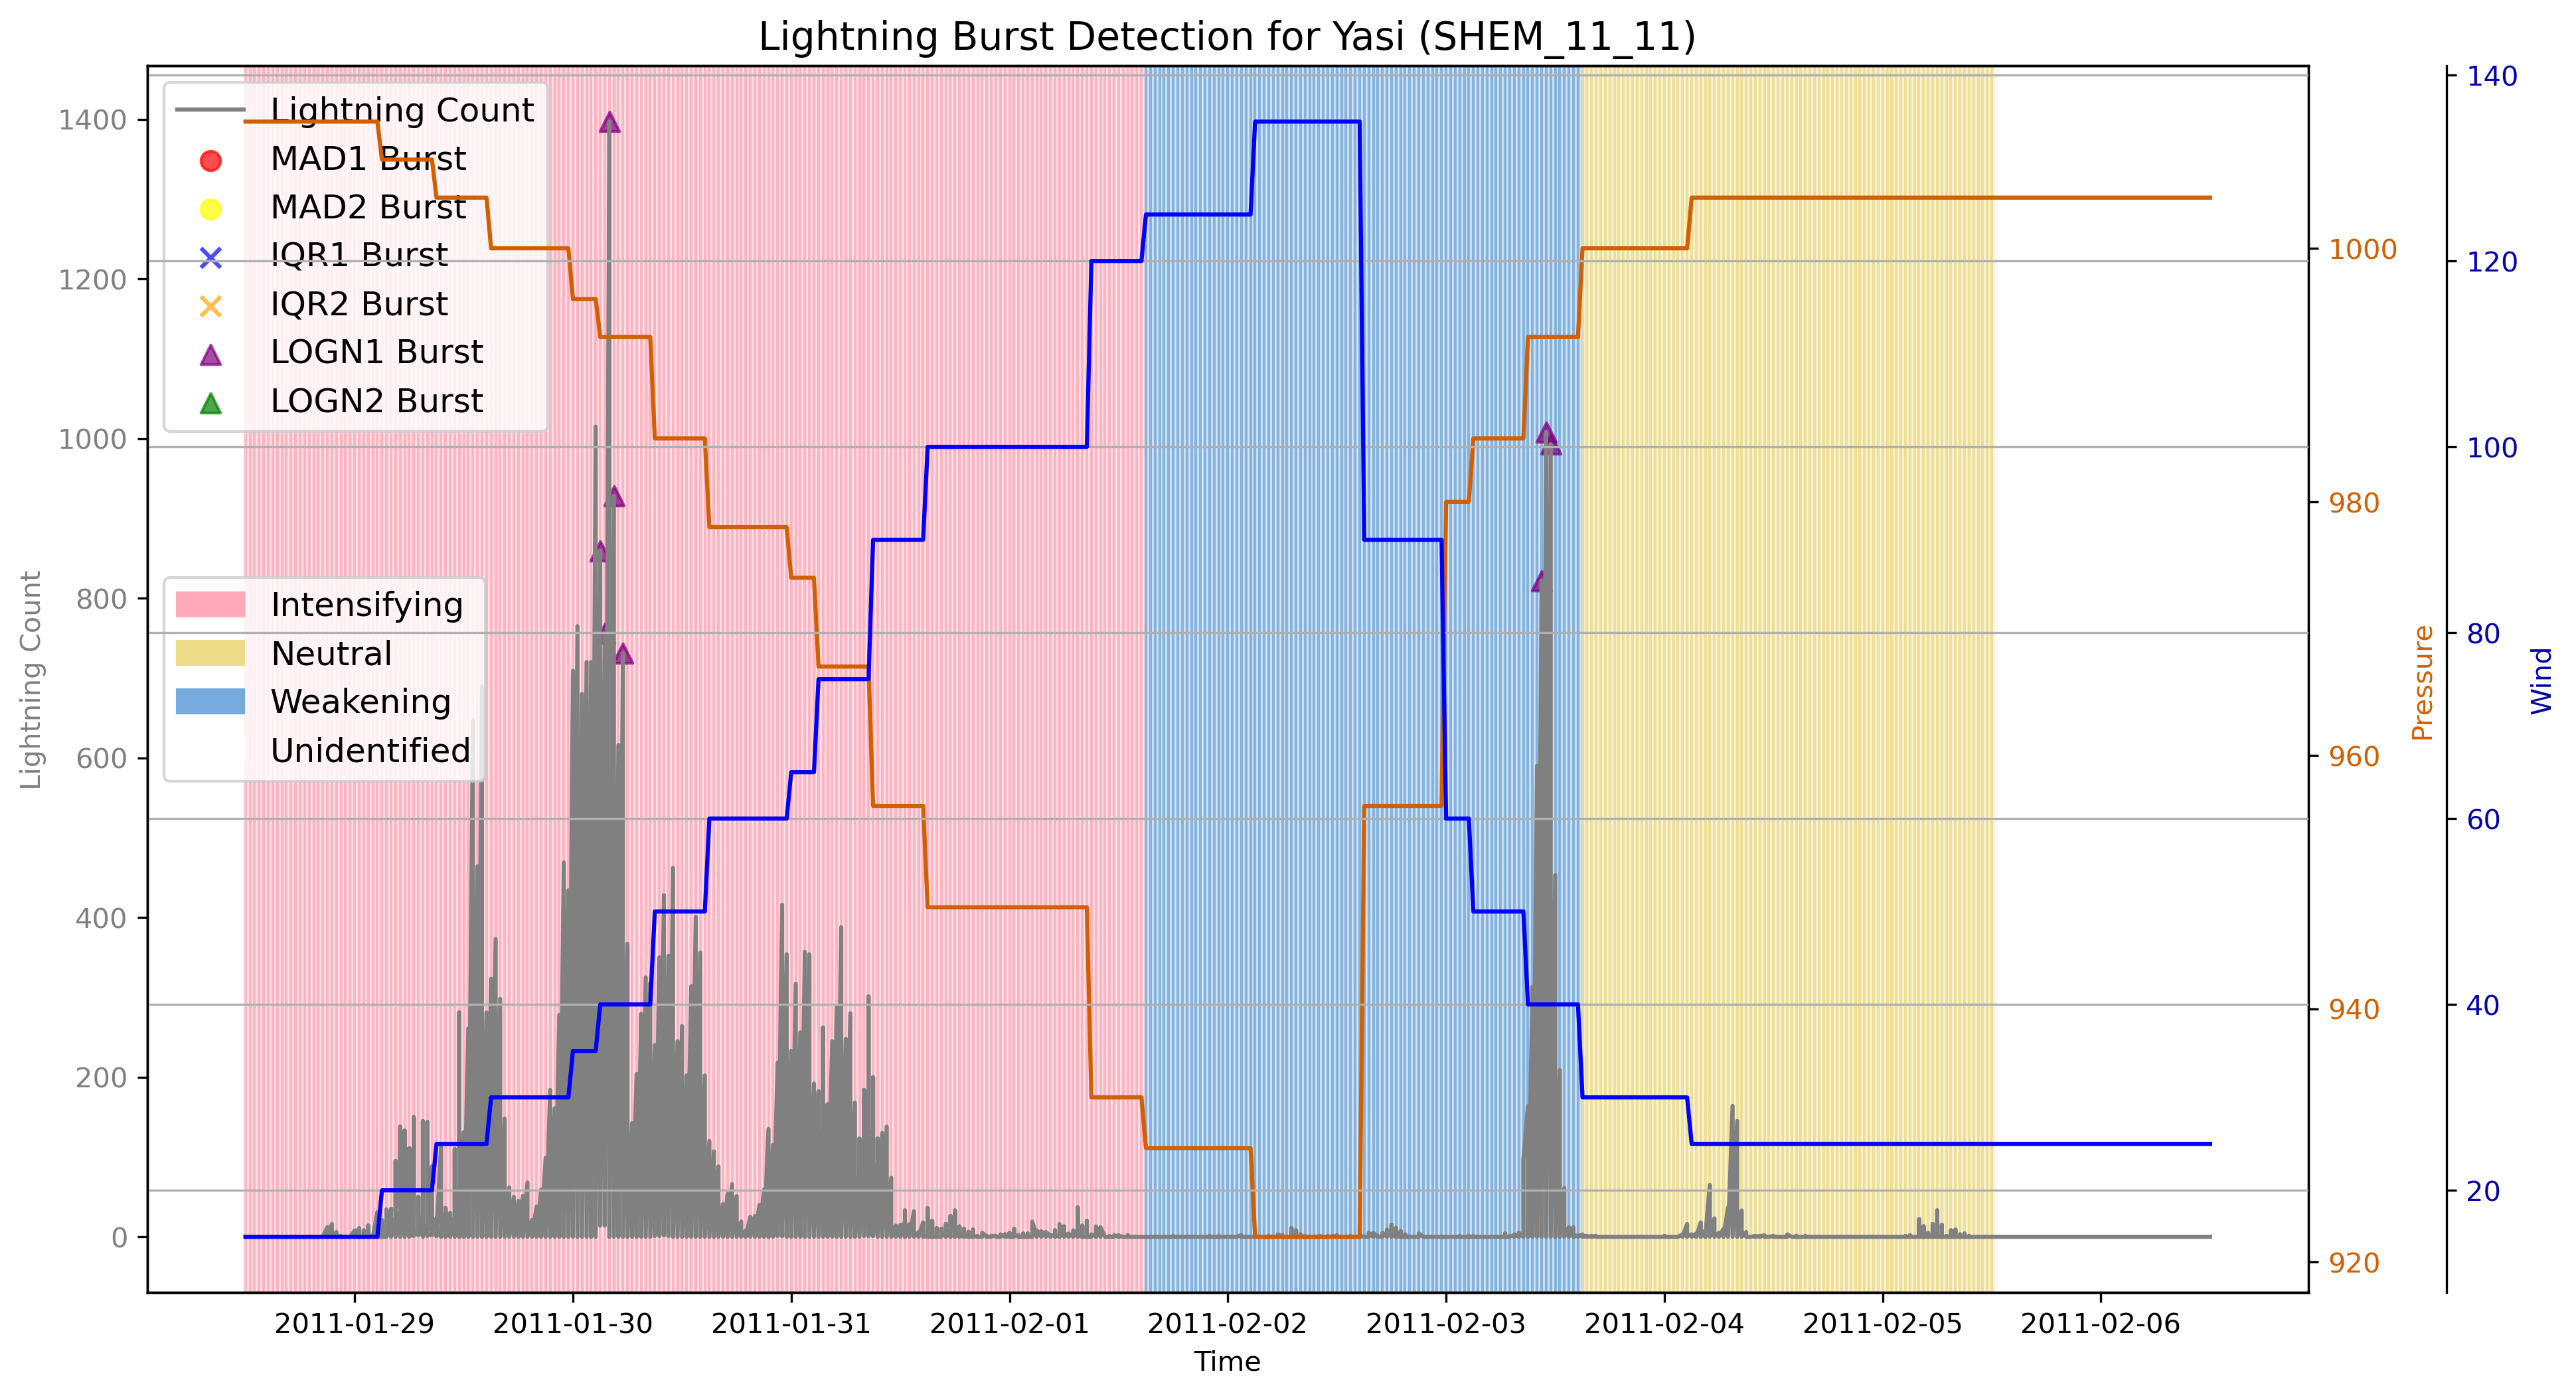 Lightning Burst Detection for Yasi (SHEM_11_11)
Lightning Count
MAD1 Burst
MAD2 Burst
IQR1 Burst
IQR2 Burst
LOGN1 Burst
LOGN2 Burst
Intensifying
Neutral
Weakening
Unidentified
Lightning Count
1400
1200
1000
800
600
400
200
0
1000
980
960
940
920
Pressure
140
120
100
80
60
40
20
Wind
2011-01-29 2011-01-30 2011-01-31 2011-02-01 2011-02-02 2011-02-03 2011-02-04 2011-02-05 2011-02-06
Time